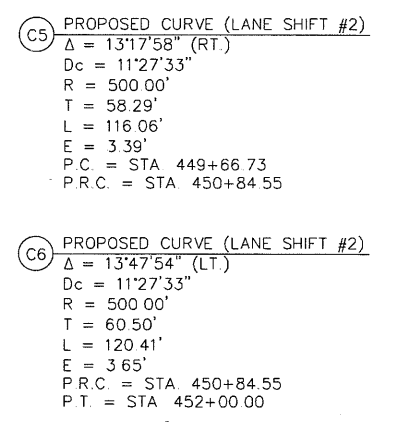 C5 PROPOSED CURVE (LANE SHIFT #2)
Δ = 13°17'58" (RT.)
Dc = 11°27'33"
R = 500.00'
T = 58.29'
L = 116.06'
E = 3.39'
P.C. = STA 449+66.73
P.R.C. = STA. 450+84.55
C6 PROPOSED CURVE (LANE SHIFT #2)
Δ = 13°47'54" (LT.)
Dc = 11°27'33"
R = 500 00'
T = 60.50'
L = 120.41'
E = 3 65'
P.R.C. = STA. 450+84.55
P.T. = STA 452+00 00